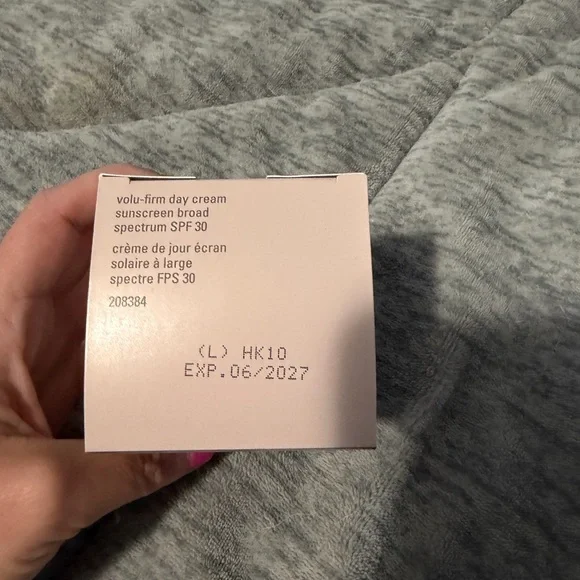 volu-firm day cream
sunscreen broad
spectrum SPF 30
crème de jour écran
solaire à large
spectre FPS 30
208384
(L) HK10
EXP.06/2027